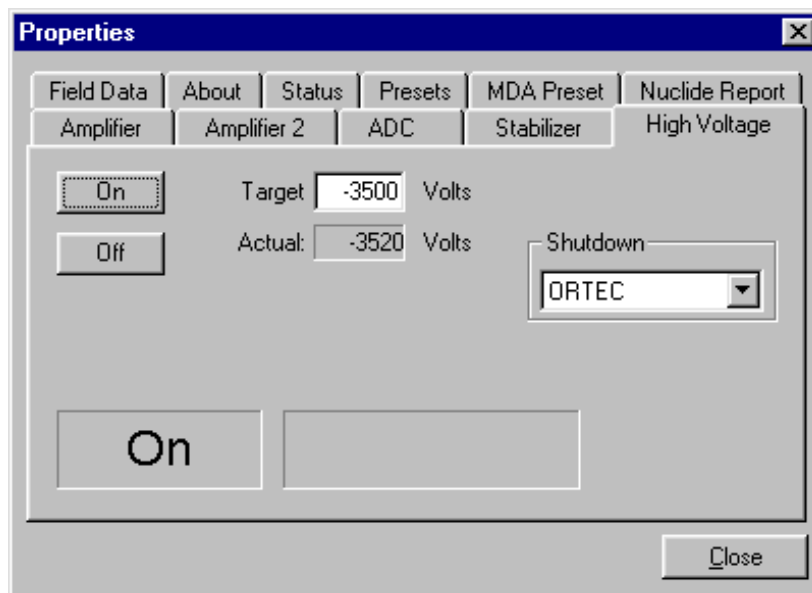 Properties
Field Data About Status Presets MDA Preset Nuclide Report
Amplifier Amplifier 2 ADC Stabilizer High Voltage
On Target -3500 Volts
Off Actual: -3520 Volts
Shutdown
ORTEC
On
Close